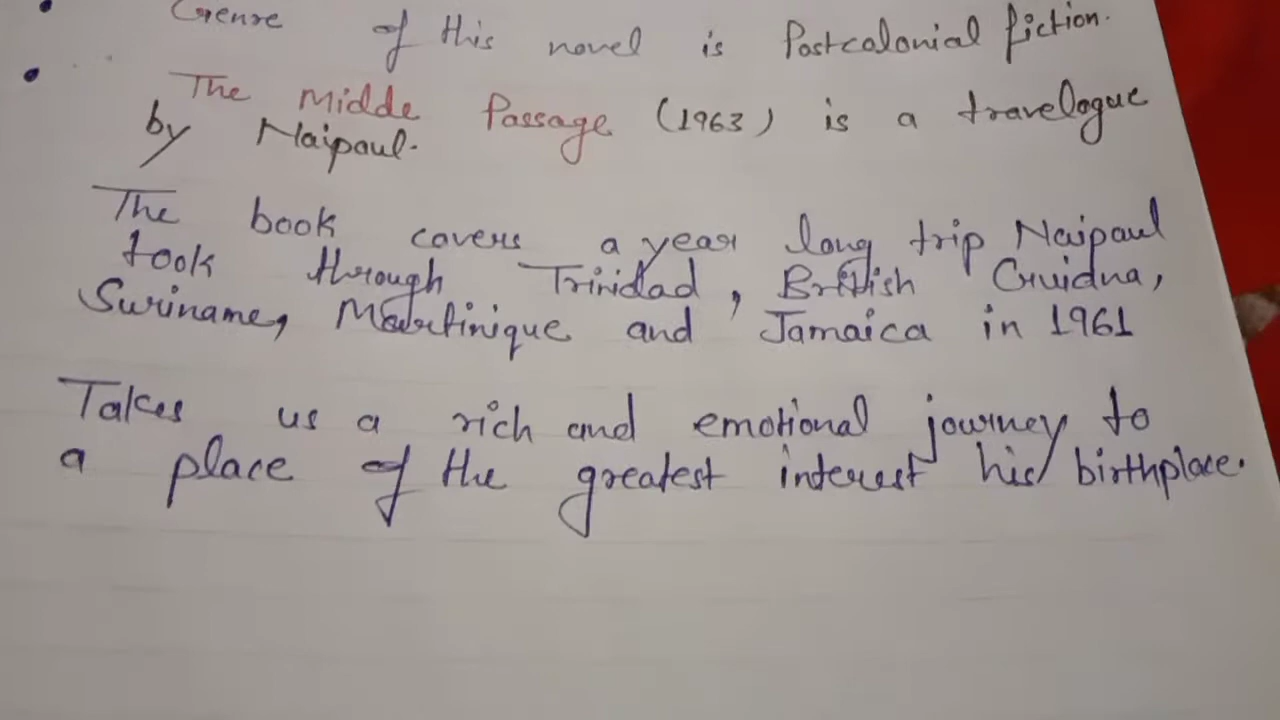 Genre of this novel is Postcolonial fiction.
The Midde Passage (1963) is a travelogue
by Naipaul.
The book covers a year long trip Naipaul
took through Trinidad, British Guidna,
Suriname, Martinique and Jamaica in 1961
Takes us a rich and emotional journey to
a place of the greatest interest his birthplace.